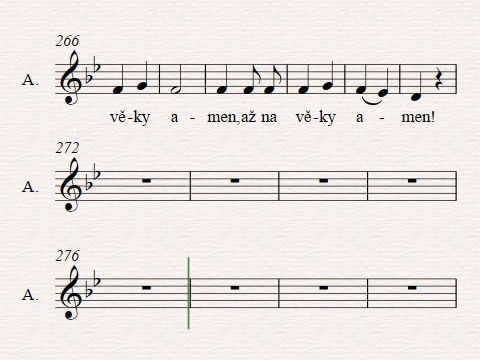 266
A.
vě-ky a - men, až na vě-ky a - men!
272
A.
276
A.